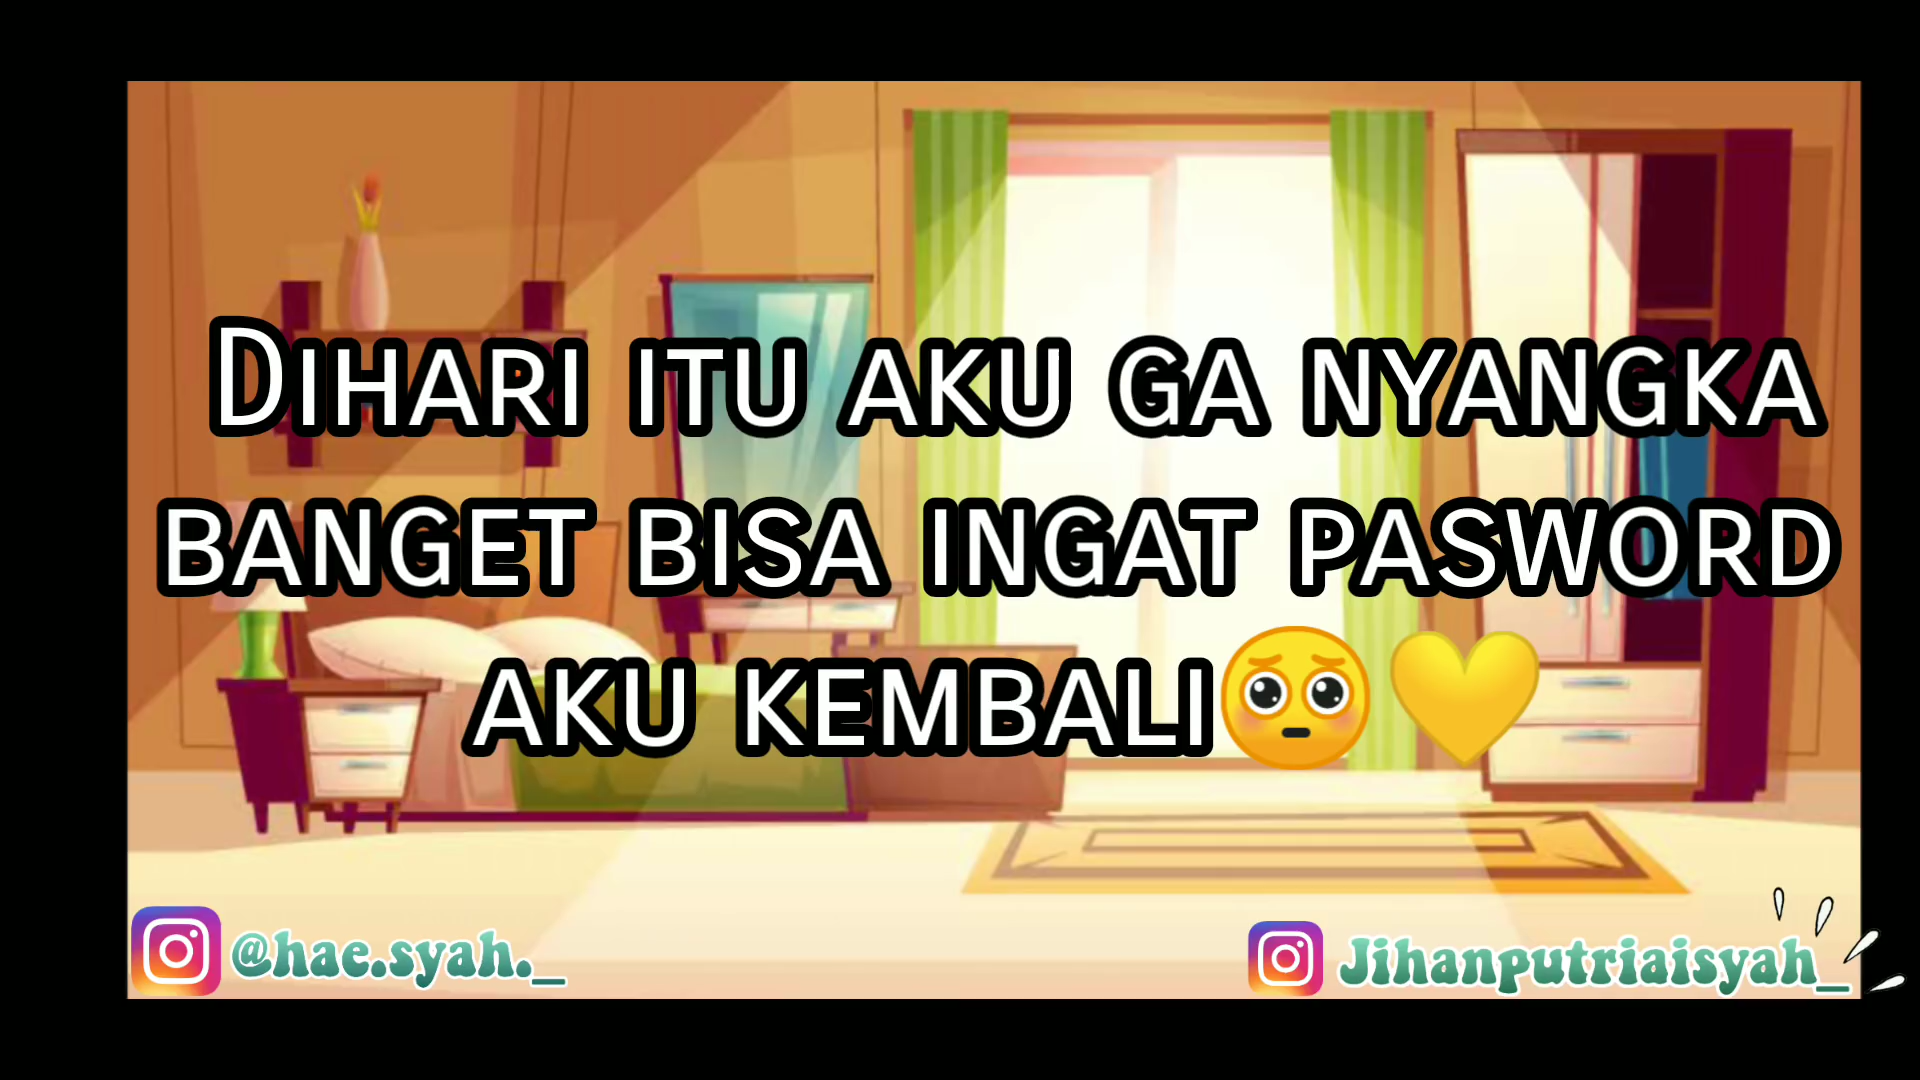 Dihari itu aku ga nyangka
banget bisa ingat pasword
aku kembali🥺💛
@hae.syah._
Jihanputriaisyah_